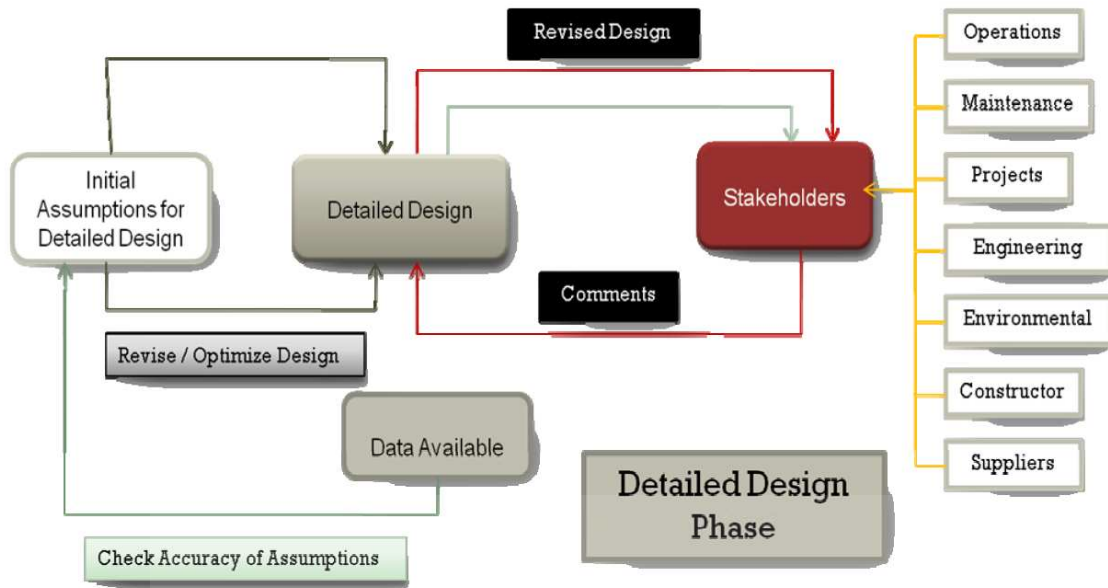 Revised Design
Operations
Maintenance
Initial
Assumptions for
Detailed Design
Detailed Design
Stakeholders
Projects
Engineering
Comments
Environmental
Revise / Optimize Design
Constructor
Data Available
Suppliers
Detailed Design
Phase
Check Accuracy of Assumptions